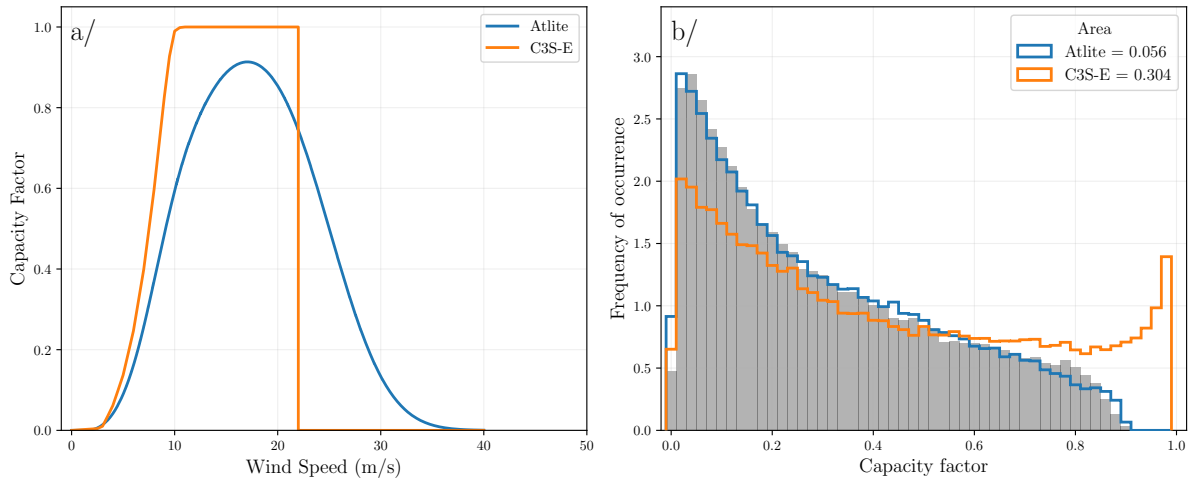 a/
Atlite
C3S-E
1.0
0.8
0.6
0.4
0.2
0.0
Capacity Factor
0
10
20
30
40
50
Wind Speed (m/s)
b/
Area
Atlite = 0.056
C3S-E = 0.304
3.0
2.5
2.0
1.5
1.0
0.5
0.0
Frequency of occurrence
0.0
0.2
0.4
0.6
0.8
1.0
Capacity factor